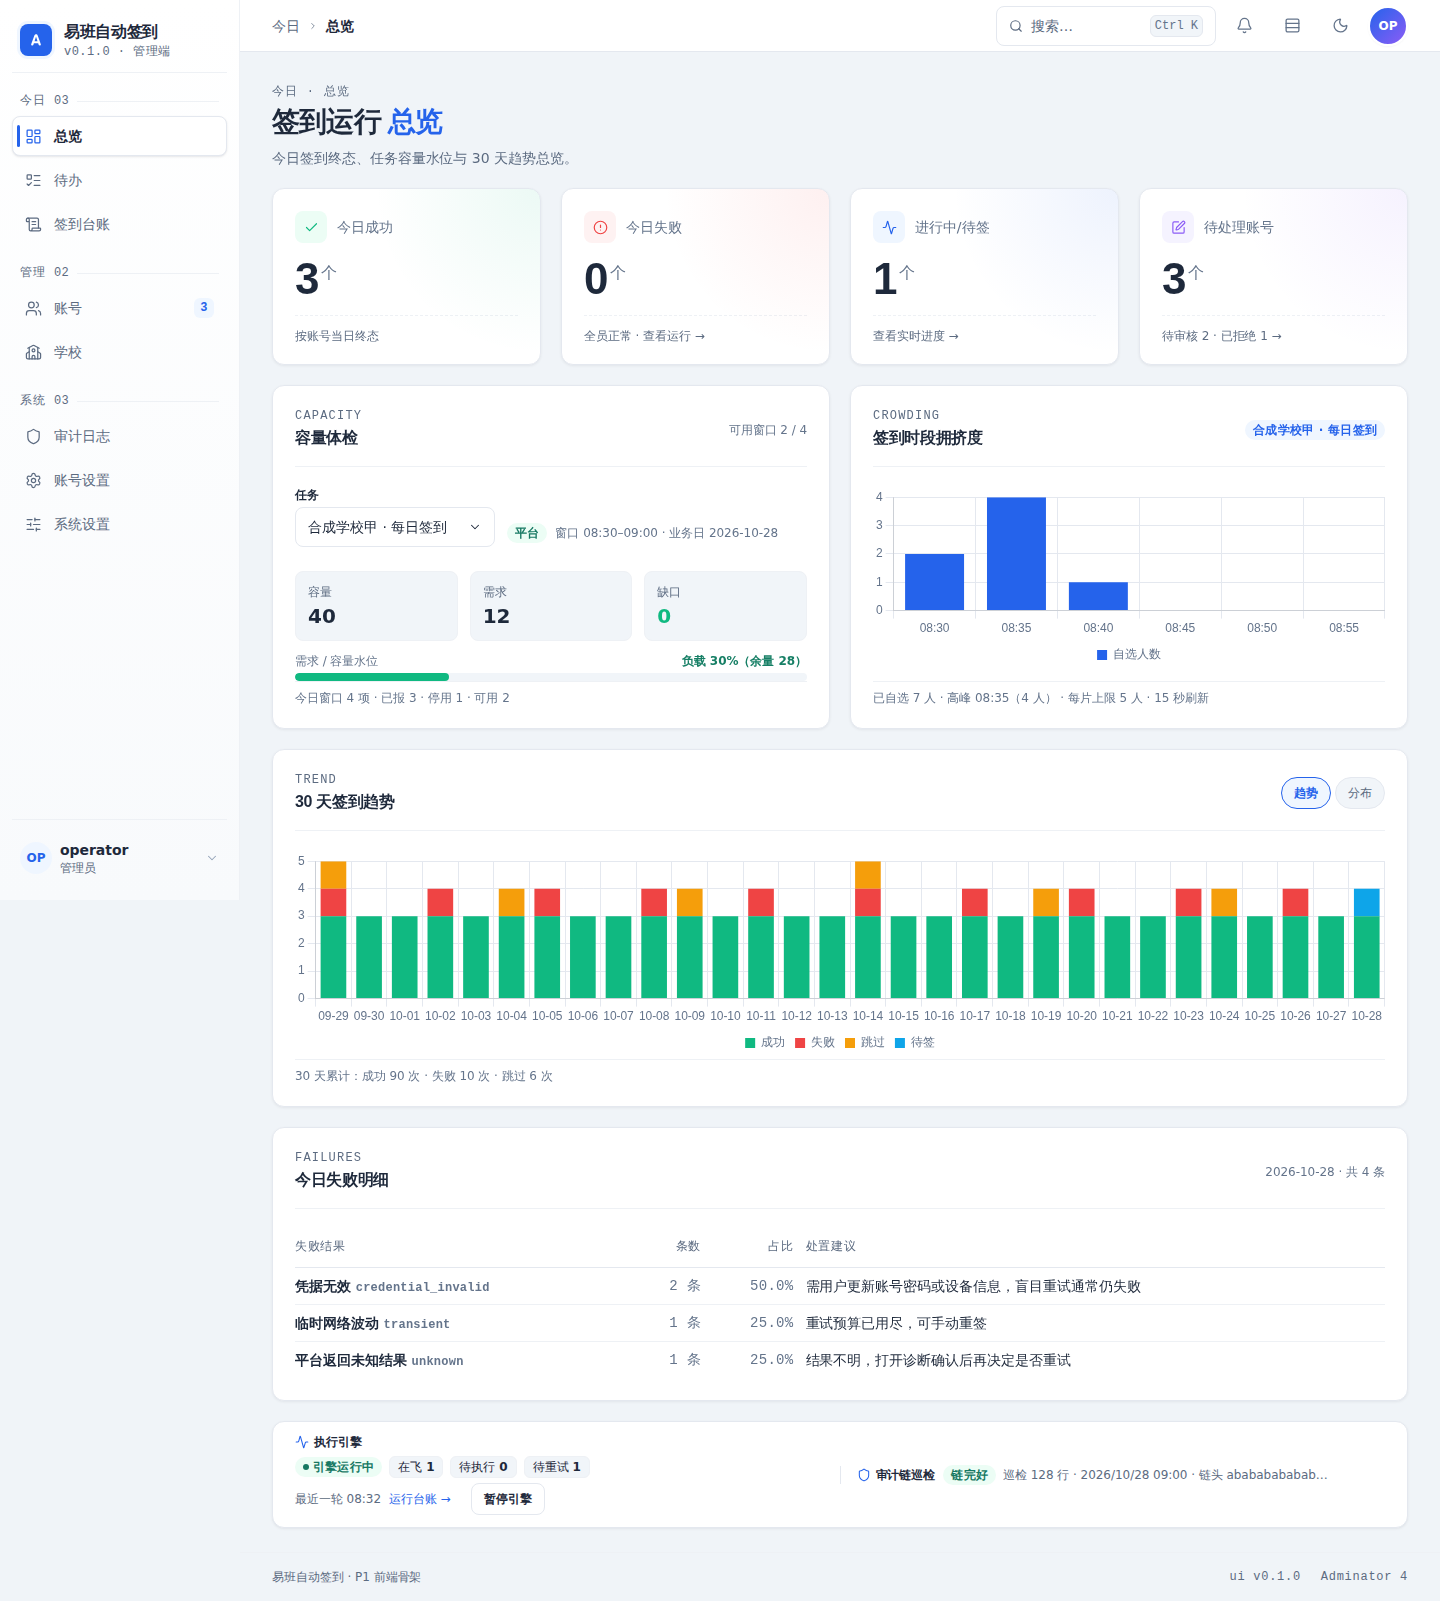 A
易班自动签到
v0.1.0 · 管理端
今日 03
总览
待办
签到台账
管理 02
账号 3
学校
系统 03
审计日志
账号设置
系统设置
OP
operator
管理员
今日 › 总览
搜索... Ctrl K
OP
今日 · 总览
签到运行 总览
今日签到终态、任务容量水位与 30 天趋势总览。
今日成功
3个
按账号当日终态
今日失败
0个
全员正常 · 查看运行 →
进行中/待签
1个
查看实时进度 →
待处理账号
3个
待审核 2 · 已拒绝 1 →
CAPACITY
容量体检
可用窗口 2 / 4
任务
合成学校甲 · 每日签到
平台 窗口 08:30–09:00 · 业务日 2026-10-28
容量
40
需求
12
缺口
0
需求 / 容量水位 负载 30%（余量 28）
今日窗口 4 项 · 已报 3 · 停用 1 · 可用 2
CROWDING
签到时段拥挤度
合成学校甲 · 每日签到
4
3
2
1
0
08:30 08:35 08:40 08:45 08:50 08:55
自选人数
已自选 7 人 · 高峰 08:35（4 人） · 每片上限 5 人 · 15 秒刷新
TREND
30 天签到趋势
趋势 分布
5
4
3
2
1
0
09-29 09-30 10-01 10-02 10-03 10-04 10-05 10-06 10-07 10-08 10-09 10-10 10-11 10-12 10-13 10-14 10-15 10-16 10-17 10-18 10-19 10-20 10-21 10-22 10-23 10-24 10-25 10-26 10-27 10-28
成功 失败 跳过 待签
30 天累计：成功 90 次 · 失败 10 次 · 跳过 6 次
FAILURES
今日失败明细
2026-10-28 · 共 4 条
失败结果 条数 占比 处置建议
凭据无效 credential_invalid 2 条 50.0% 需用户更新账号密码或设备信息，盲目重试通常仍失败
临时网络波动 transient 1 条 25.0% 重试预算已用尽，可手动重签
平台返回未知结果 unknown 1 条 25.0% 结果不明，打开诊断确认后再决定是否重试
执行引擎
引擎运行中 在飞 1 待执行 0 待重试 1
最近一轮 08:32 运行台账 → 暂停引擎
审计链巡检 链完好 巡检 128 行 · 2026/10/28 09:00 · 链头 abababababab…
易班自动签到 · P1 前端骨架
ui v0.1.0 Adminator 4